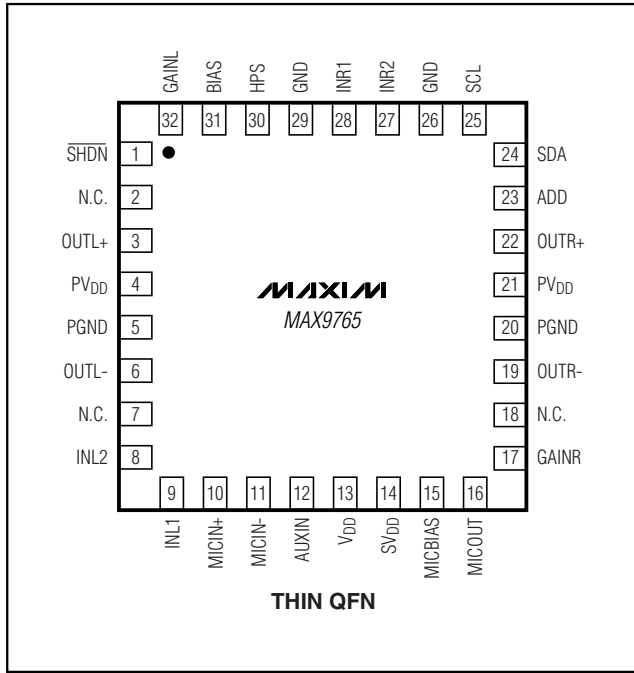 GAINL BIAS HPS GND INR1 INR2 GND SCL
32 31 30 29 28 27 26 25
SHDN 1 24 SDA
N.C. 2 23 ADD
OUTL+ 3 22 OUTR+
PVDD 4 21 PVDD
MAXIM
MAX9765
PGND 5 20 PGND
OUTL- 6 19 OUTR-
N.C. 7 18 N.C.
INL2 8 17 GAINR
9 10 11 12 13 14 15 16
INL1 MICIN+ MICIN- AUXIN VDD SVDD MICBIAS MICOUT
THIN QFN